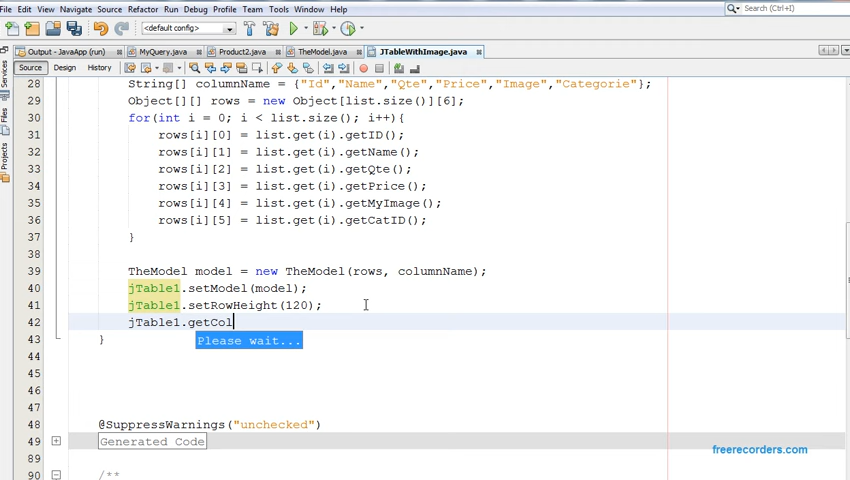 File Edit View Navigate Source Refactor Run Debug Profile Team Tools Window Help
Search (Ctrl+I)
<default config>
Output - JavaApp (run) MyQuery.java Product2.java TheModel.java JTableWithImage.java
Source Design History
Services
Files
Projects
28 String[] columnName = {"Id","Name","Qte","Price","Image","Categorie"};
29 Object[][] rows = new Object[list.size()][6];
30 for(int i = 0; i < list.size(); i++){
31 rows[i][0] = list.get(i).getID();
32 rows[i][1] = list.get(i).getName();
33 rows[i][2] = list.get(i).getQte();
34 rows[i][3] = list.get(i).getPrice();
35 rows[i][4] = list.get(i).getMyImage();
36 rows[i][5] = list.get(i).getCatID();
37 }
38
39 TheModel model = new TheModel(rows, columnName);
40 jTable1.setModel(model);
41 jTable1.setRowHeight(120);
42 jTable1.getCol
Please wait...
43 }
44
45
46
47
48 @SuppressWarnings("unchecked")
49 Generated Code
89
90 /**
freerecorders.com